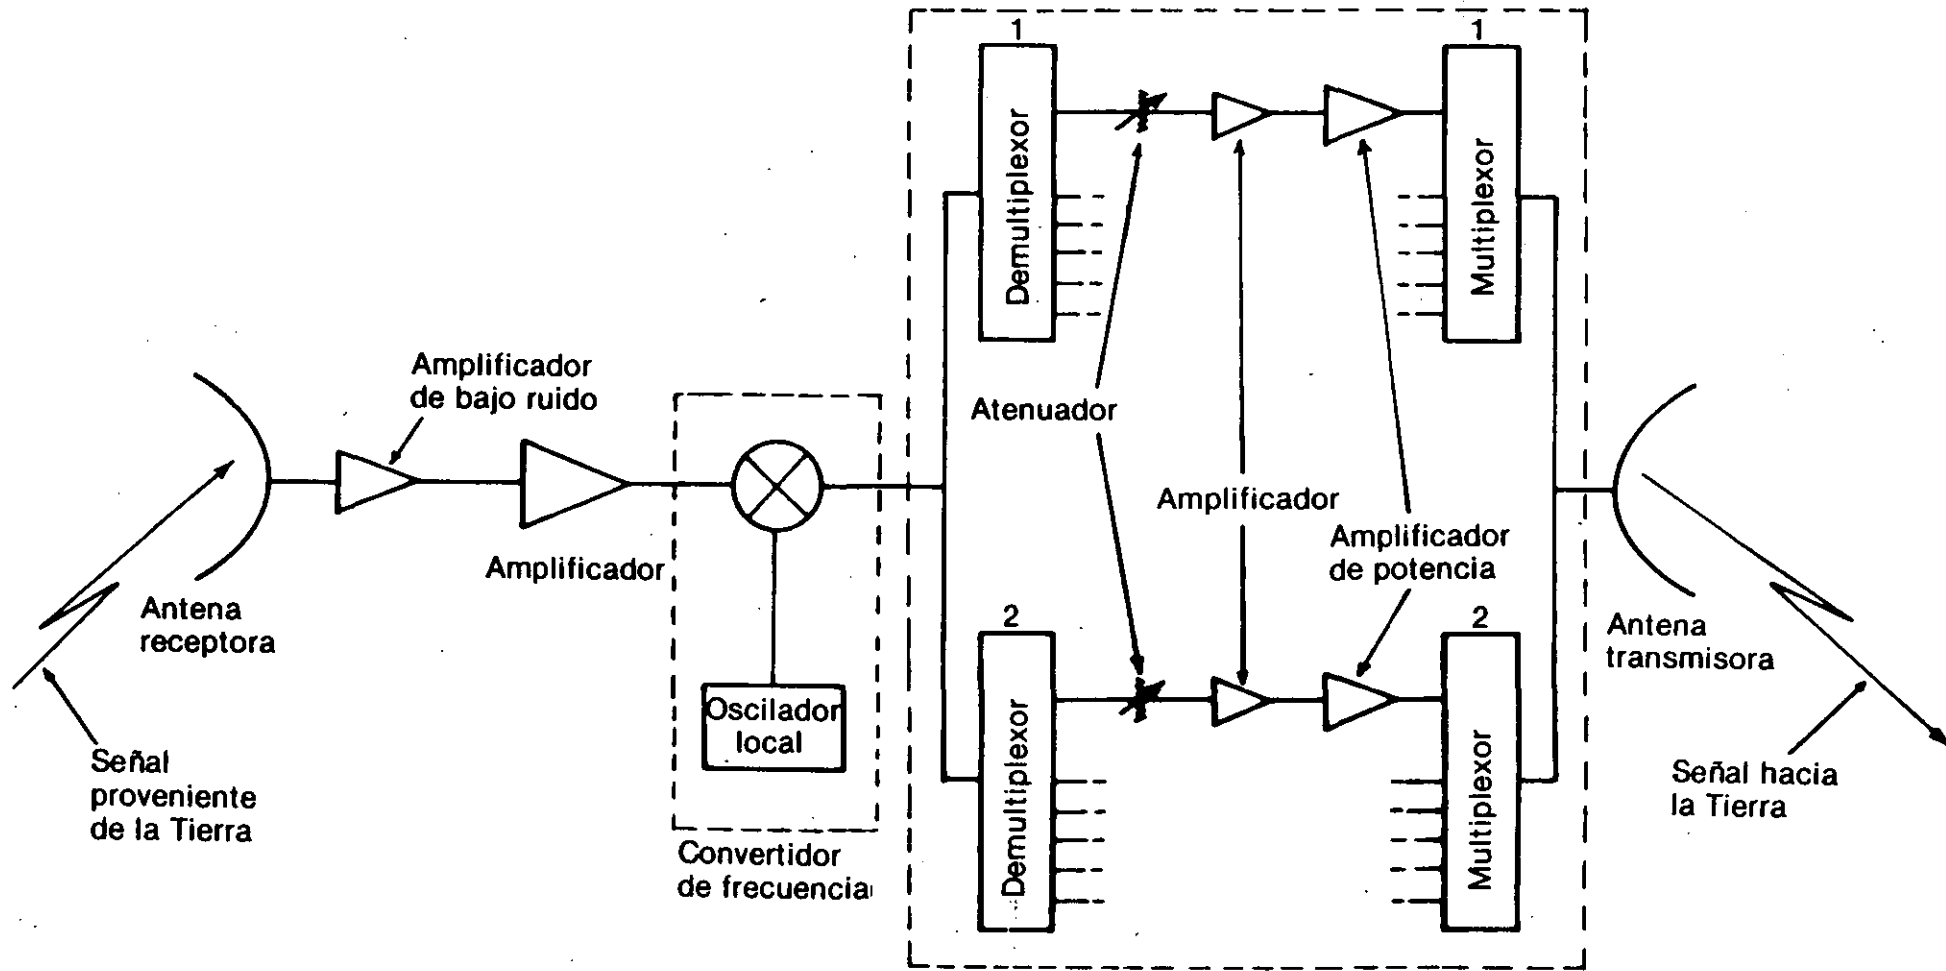 1
1
Demultiplexor
Multiplexor
Amplificador
de bajo ruido
Atenuador
Amplificador
Amplificador
de potencia
Amplificador
Antena
receptora
2
2
Antena
transmisora
Oscilador
local
Demultiplexor
Multiplexor
Señal
proveniente
de la Tierra
Señal hacia
la Tierra
Convertidor
de frecuencia